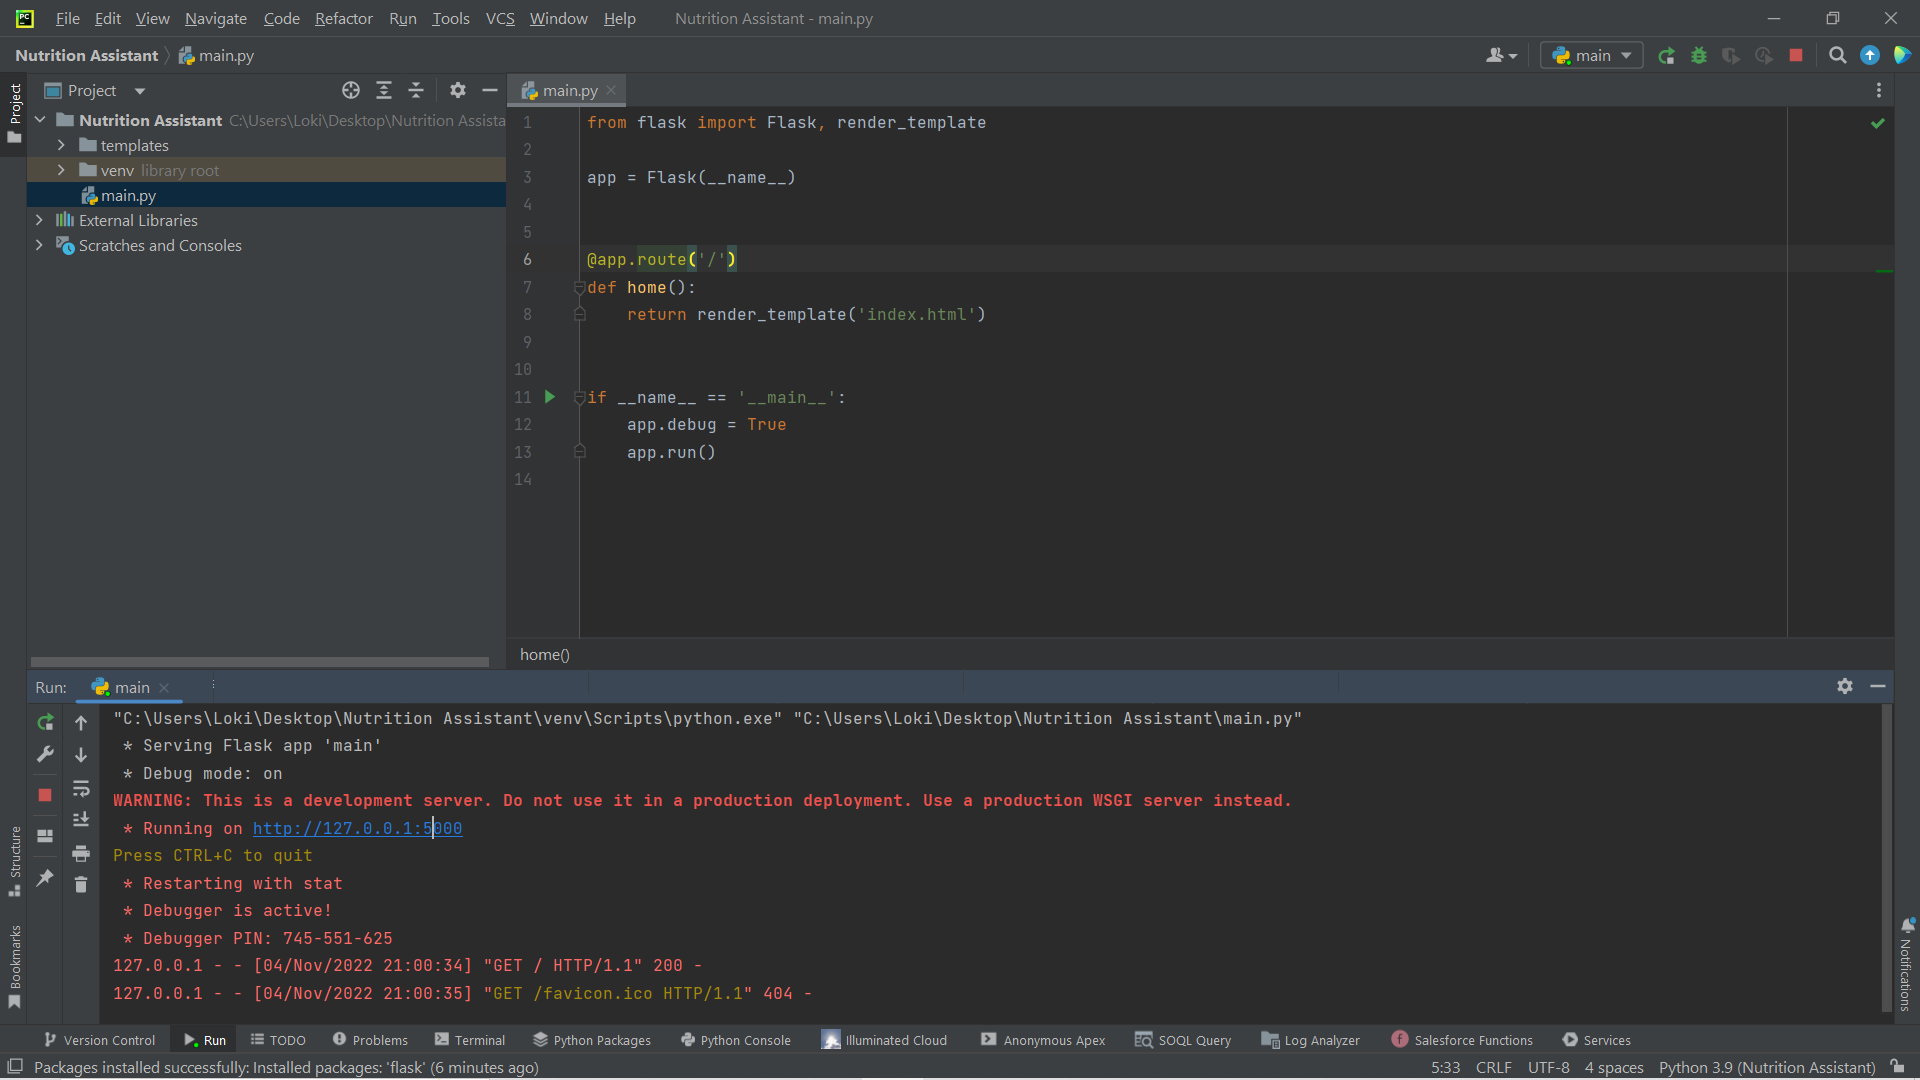 PC File Edit View Navigate Code Refactor Run Tools VCS Window Help Nutrition Assistant - main.py
Nutrition Assistant main.py main
Project
Project main.py
Nutrition Assistant C:\Users\Loki\Desktop\Nutrition Assista
templates
venv library root
main.py
External Libraries
Scratches and Consoles
1 from flask import Flask, render_template
2
3 app = Flask(__name__)
4
5
6 @app.route('/')
7 def home():
8 return render_template('index.html')
9
10
11 if __name__ == '__main__':
12 app.debug = True
13 app.run()
14
home()
Run: main
"C:\Users\Loki\Desktop\Nutrition Assistant\venv\Scripts\python.exe" "C:\Users\Loki\Desktop\Nutrition Assistant\main.py"
* Serving Flask app 'main'
* Debug mode: on
WARNING: This is a development server. Do not use it in a production deployment. Use a production WSGI server instead.
* Running on http://127.0.0.1:5000
Press CTRL+C to quit
* Restarting with stat
* Debugger is active!
* Debugger PIN: 745-551-625
127.0.0.1 - - [04/Nov/2022 21:00:34] "GET / HTTP/1.1" 200 -
127.0.0.1 - - [04/Nov/2022 21:00:35] "GET /favicon.ico HTTP/1.1" 404 -
Structure
Bookmarks
Notifications
Version Control Run TODO Problems Terminal Python Packages Python Console Illuminated Cloud Anonymous Apex SOQL Query Log Analyzer Salesforce Functions Services
Packages installed successfully: Installed packages: 'flask' (6 minutes ago) 5:33 CRLF UTF-8 4 spaces Python 3.9 (Nutrition Assistant)